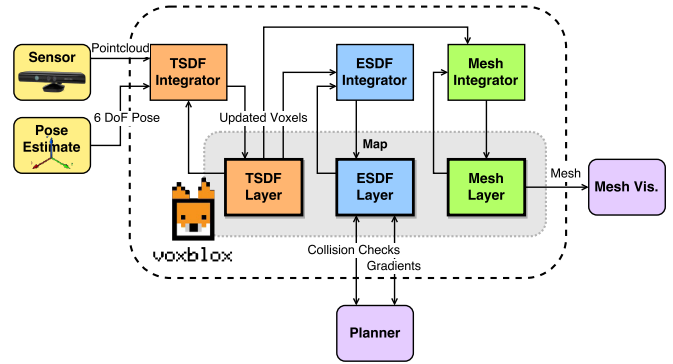 Sensor
Pointcloud
TSDF
Integrator
ESDF
Integrator
Mesh
Integrator
6 DoF Pose
Pose
Estimate
Updated Voxels
Map
TSDF
Layer
ESDF
Layer
Mesh
Layer
Mesh
Mesh Vis.
voxblox
Collision Checks
Gradients
Planner